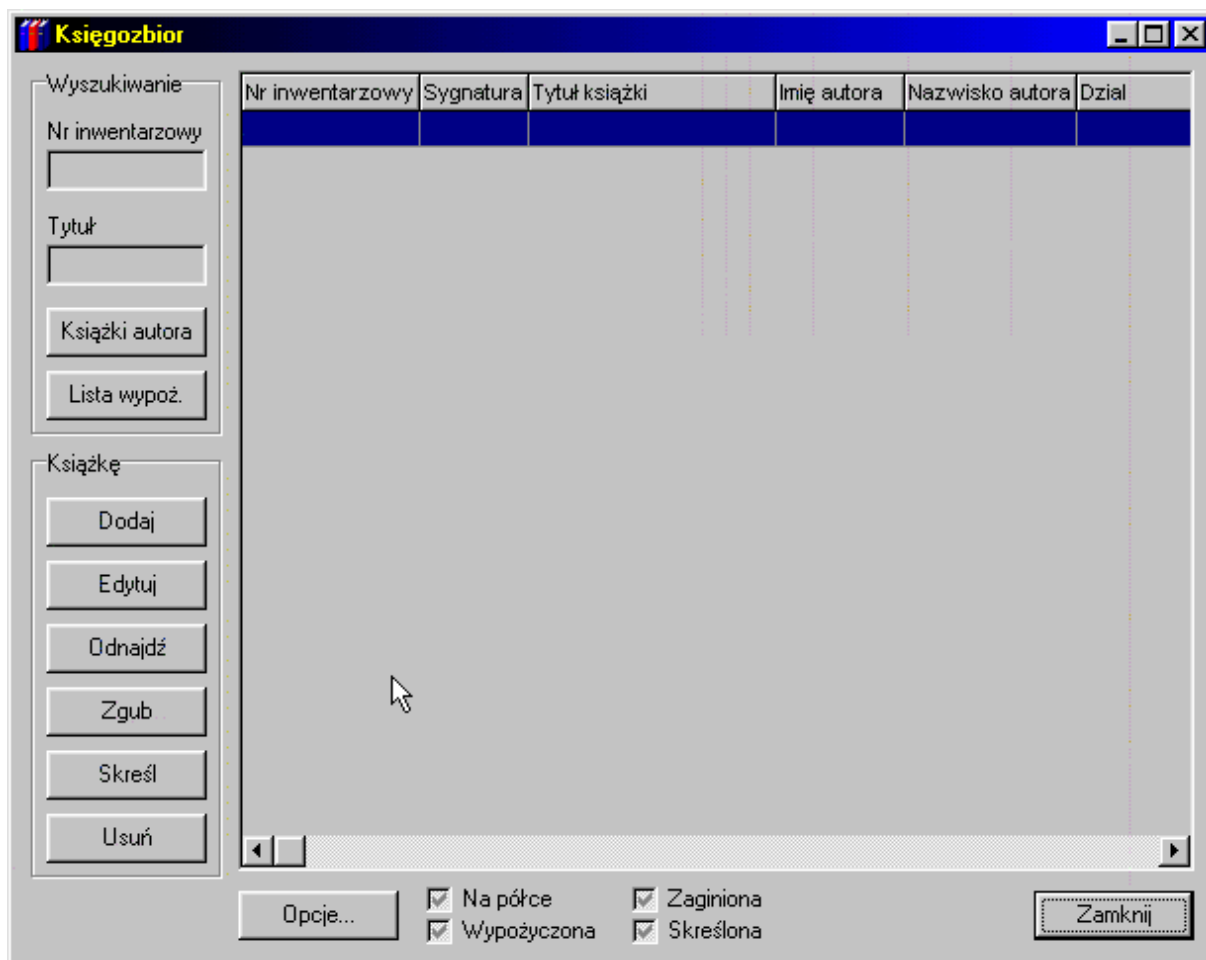 Księgozbior
Wyszukiwanie
Nr inwentarzowy
Tytuł
Książki autora
Lista wypoż.
Książkę
Dodaj
Edytuj
Odnajdź
Zgub
Skreśl
Usuń
Nr inwentarzowy Sygnatura Tytuł książki Imię autora Nazwisko autora Dzial
Opcje...
Na półce
Zaginiona
Wypożyczona
Skreślona
Zamknij